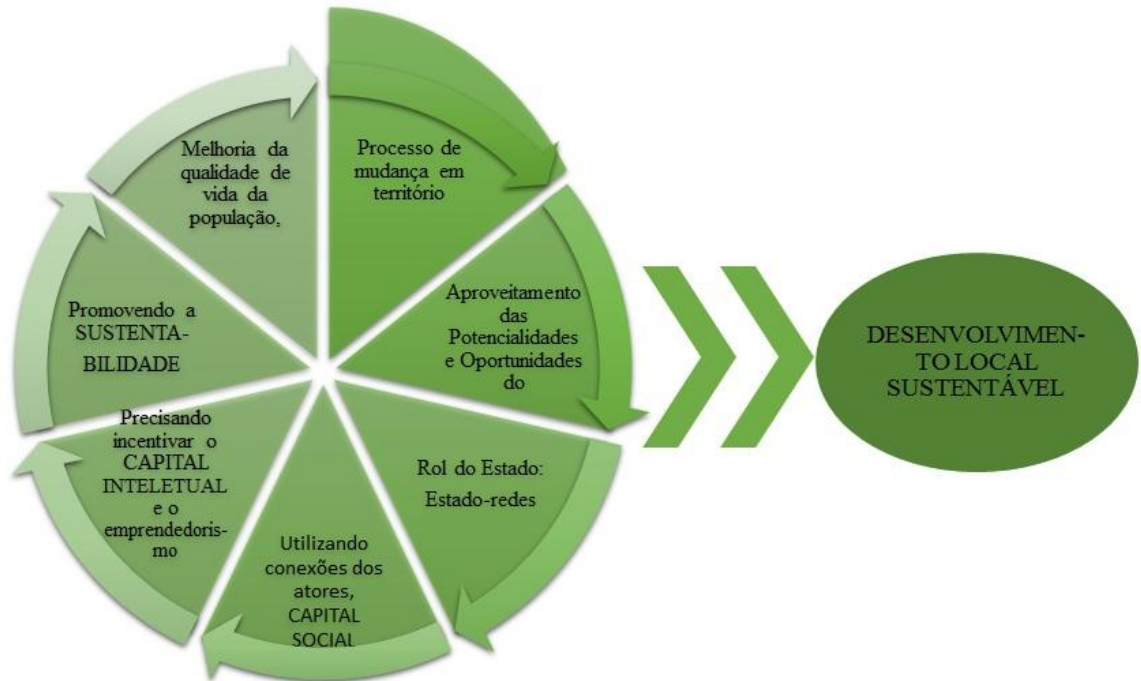 Processo de
mudança em
território
Aproveitamento
das
Potencialidades
e Oportunidades
do
Rol do Estado:
Estado-redes
Utilizando
conexões dos
atores,
CAPITAL
SOCIAL
Precisando
incentivar o
CAPITAL
INTELETUAL
e o
emprendedoris-
mo
Promovendo a
SUSTENTA-
BILIDADE
Melhoria da
qualidade de
vida da
população,
DESENVOLVIMEN-
TO LOCAL
SUSTENTÁVEL